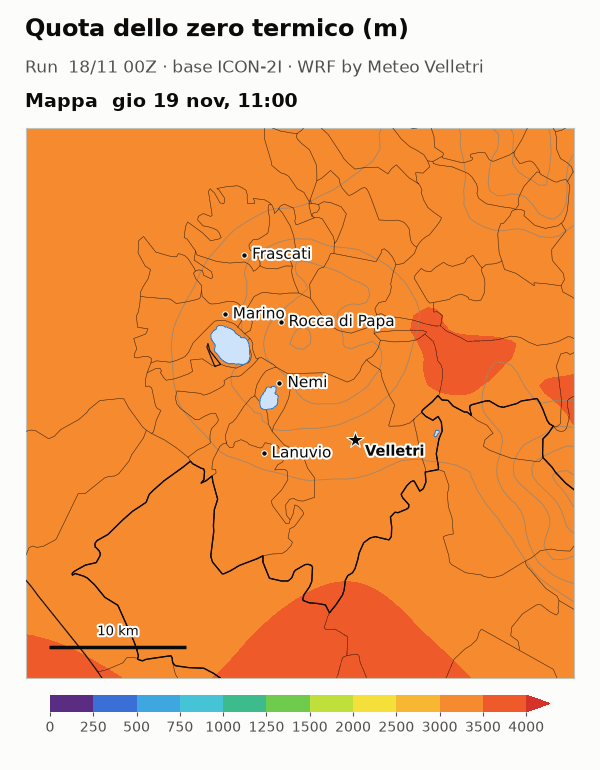 Quota dello zero termico (m)
Run  18/11 00Z · base ICON-2I · WRF by Meteo Velletri
Mappa  gio 19 nov, 11:00
Frascati
Marino
Rocca di Papa
Nemi
Velletri
Lanuvio
10 km
0 250 500 750 1000 1250 1500 2000 2500 3000 3500 4000